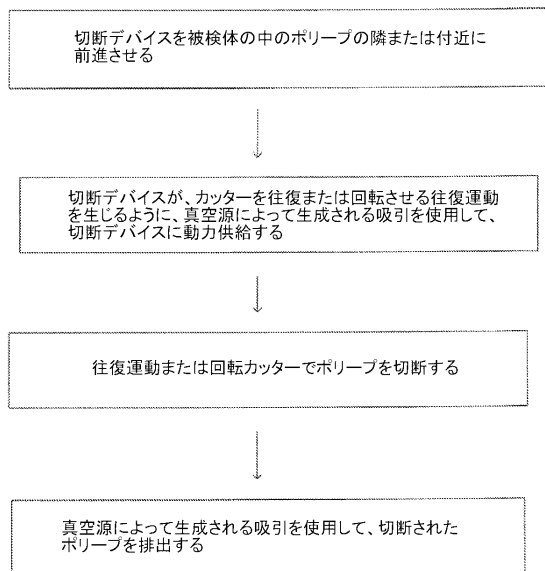 切断デバイスを被検体の中のポリープの隣または付近に
前進させる
切断デバイスが、カッターを往復または回転させる往復運動
を生じるように、真空源によって生成される吸引を使用して、
切断デバイスに動力供給する
往復運動または回転カッターでポリープを切断する
真空源によって生成される吸引を使用して、切断された
ポリープを排出する